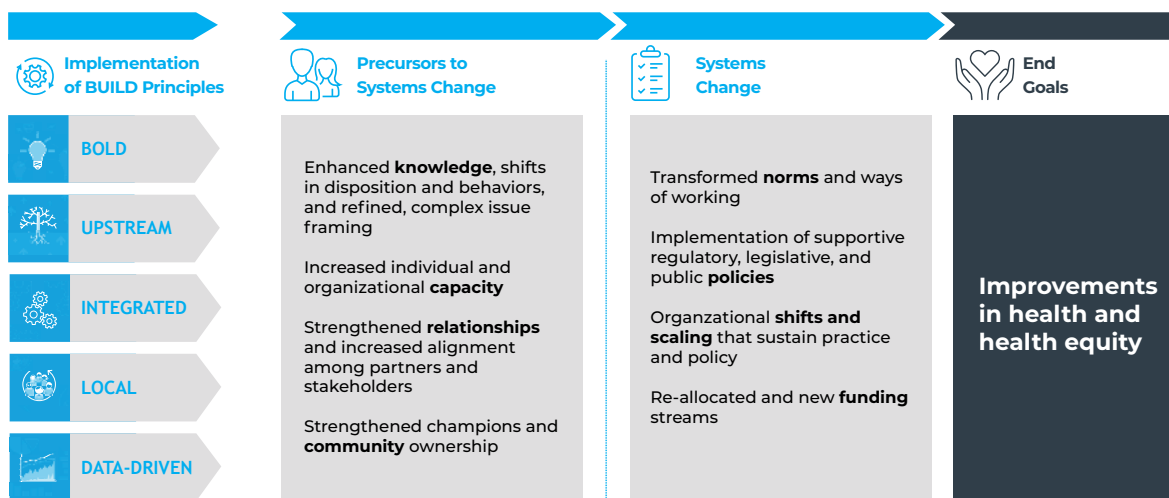 Implementation
of BUILD Principles
BOLD
UPSTREAM
INTEGRATED
LOCAL
DATA-DRIVEN
Precursors to
Systems Change
Enhanced knowledge, shifts
in disposition and behaviors,
and refined, complex issue
framing
Increased individual and
organizational capacity
Strengthened relationships
and increased alignment
among partners and
stakeholders
Strengthened champions and
community ownership
Systems
Change
Transformed norms and ways
of working
Implementation of supportive
regulatory, legislative, and
public policies
Organzational shifts and
scaling that sustain practice
and policy
Re-allocated and new funding
streams
End
Goals
Improvements
in health and
health equity